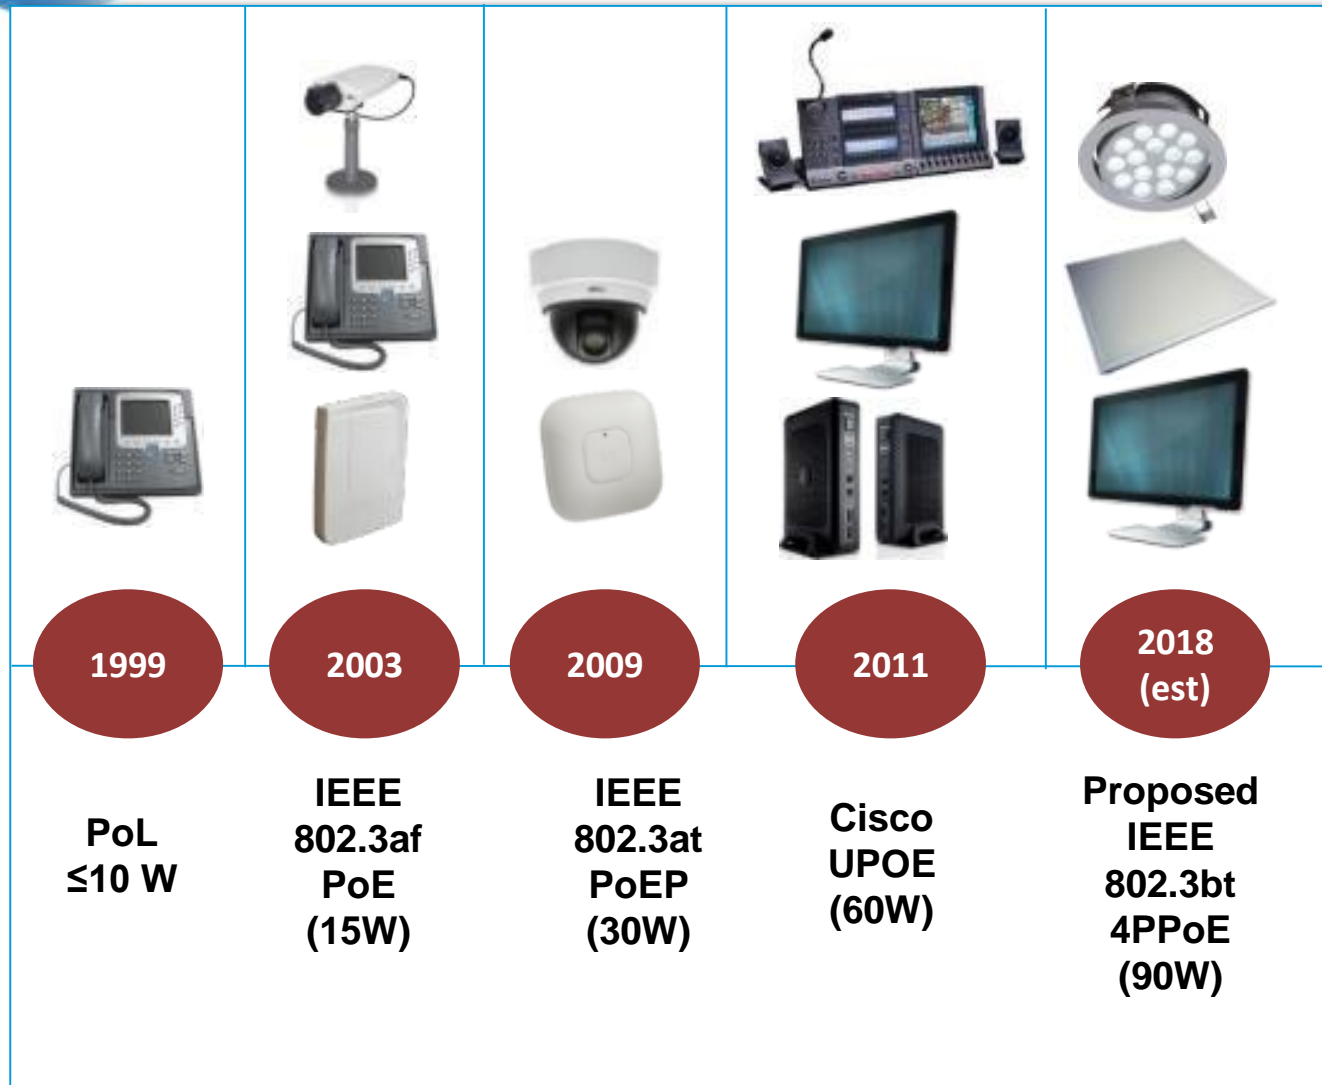 1999
2003
2009
2011
2018
(est)
PoL
≤10 W
IEEE
802.3af
PoE
(15W)
IEEE
802.3at
PoEP
(30W)
Cisco
UPOE
(60W)
Proposed
IEEE
802.3bt
4PPoE
(90W)